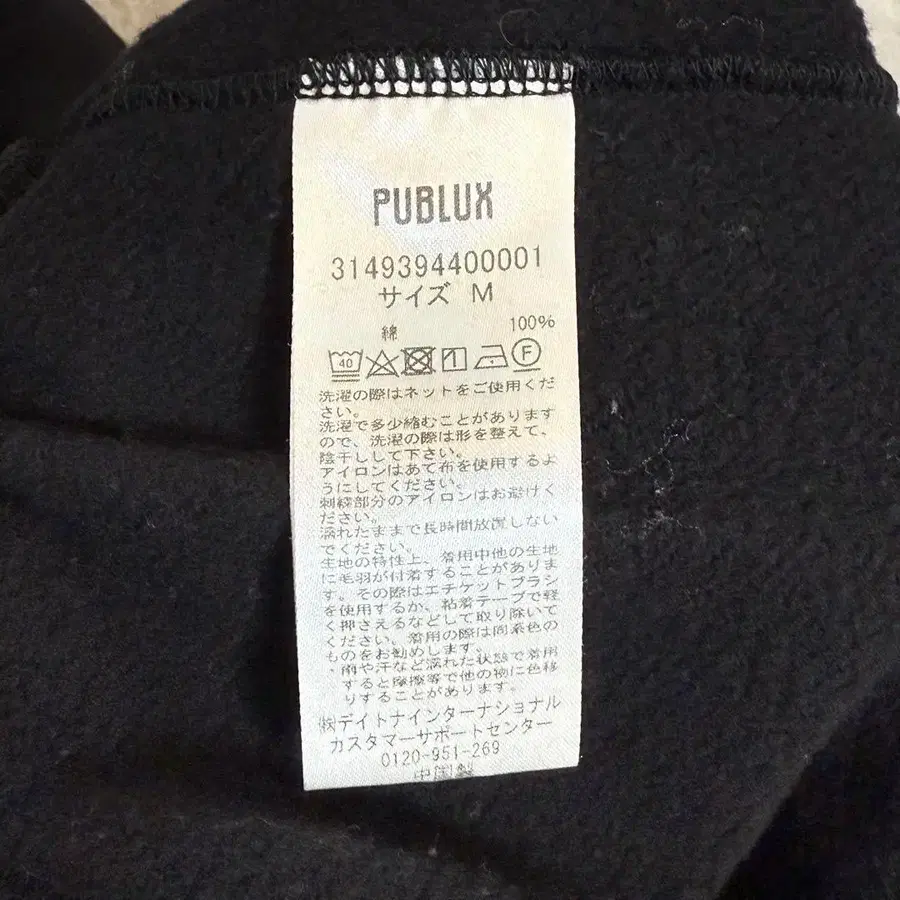 PUBLUX
3149394400001
サイズ M
綿 100%
40 F
洗濯の際はネットをご使用くだ
さい。
洗濯で多少縮むことがあります
ので、洗濯の際は形を整えて、
陰干しして下さい。
アイロンはあて布を使用するよ
うにしてください。
刺繍部分のアイロンはお避けく
ださい。
濡れたままで長時間放置しない
でください。
生地の特性上、着用中他の生地
に毛羽が付着することがありま
す。その際はエチケットブラシ
を使用するか、粘着テープで軽
く押さえるなどして取り除いて
ください。着用の際は同系色の
ものをお勧めします。
・雨や汗など濡れた状態で着用
すると摩擦等で他の物に色移
りすることがあります。
㈱デイトナインターナショナル
カスタマーサポートセンター
0120-951-269
中国製